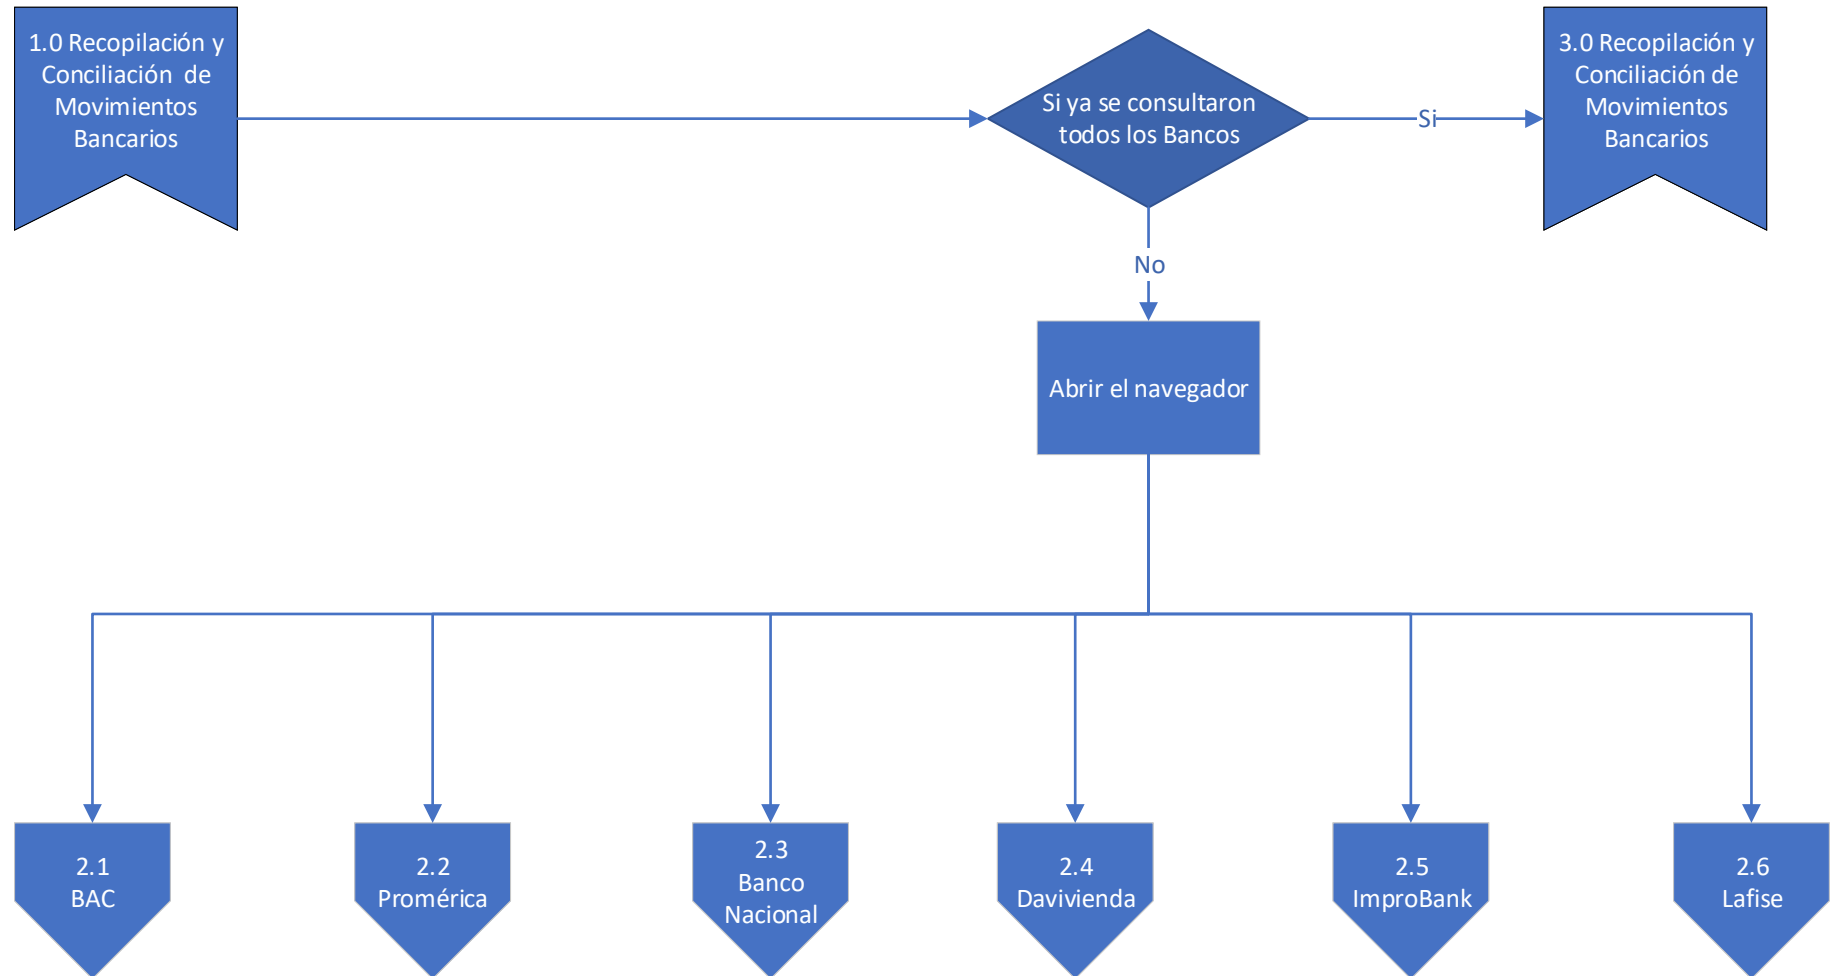 1.0 Recopilación y
Conciliación de
Movimientos
Bancarios
Si ya se consultaron
todos los Bancos
Si
3.0 Recopilación y
Conciliación de
Movimientos
Bancarios
No
Abrir el navegador
2.1
BAC
2.2
Promérica
2.3
Banco
Nacional
2.4
Davivienda
2.5
ImproBank
2.6
Lafise